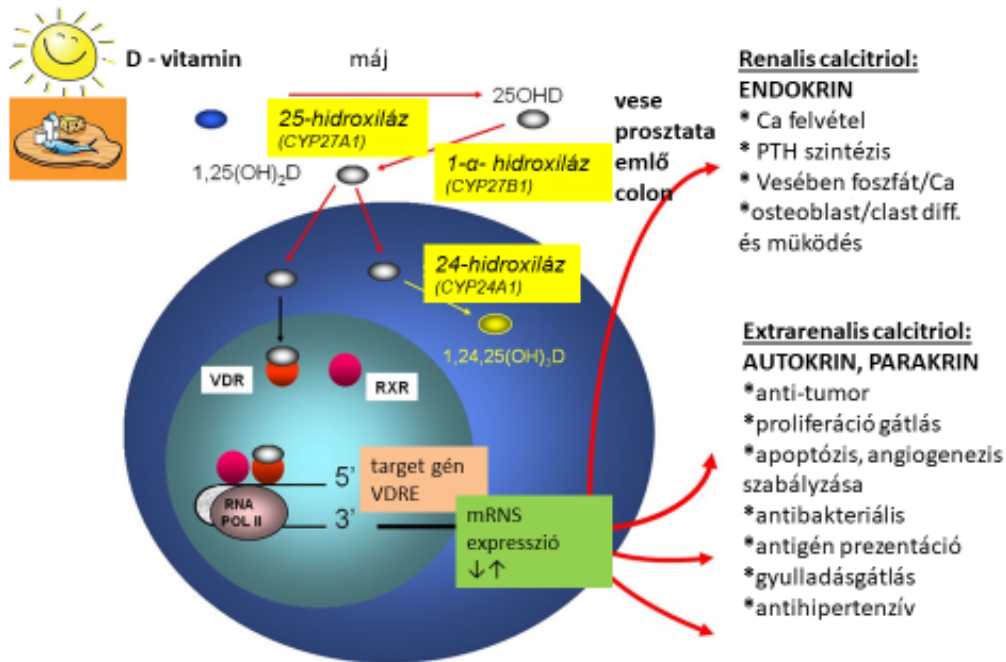 D - vitamin
máj
25OHD
25-hidroxiláz
(CYP27A1)
1,25(OH)₂D
1-α- hidroxiláz
(CYP27B1)
vese
prosztata
emlő
colon
24-hidroxiláz
(CYP24A1)
1,24,25(OH)₃D
VDR
RXR
5’
3’
RNA
POL II
target gén
VDRE
mRNS
expresszió
↓↑
Renalis calcitriol:
ENDOKRIN
* Ca felvétel
* PTH szintézis
* Vesében foszfát/Ca
*osteoblast/clast diff.
és müködés
Extrarenalis calcitriol:
AUTOKRIN, PARAKRIN
*anti-tumor
*proliferáció gátlás
*apoptózis, angiogenezis
szabályzása
*antibakteriális
*antigén prezentáció
*gyulladásgátlás
*antihipertenzív